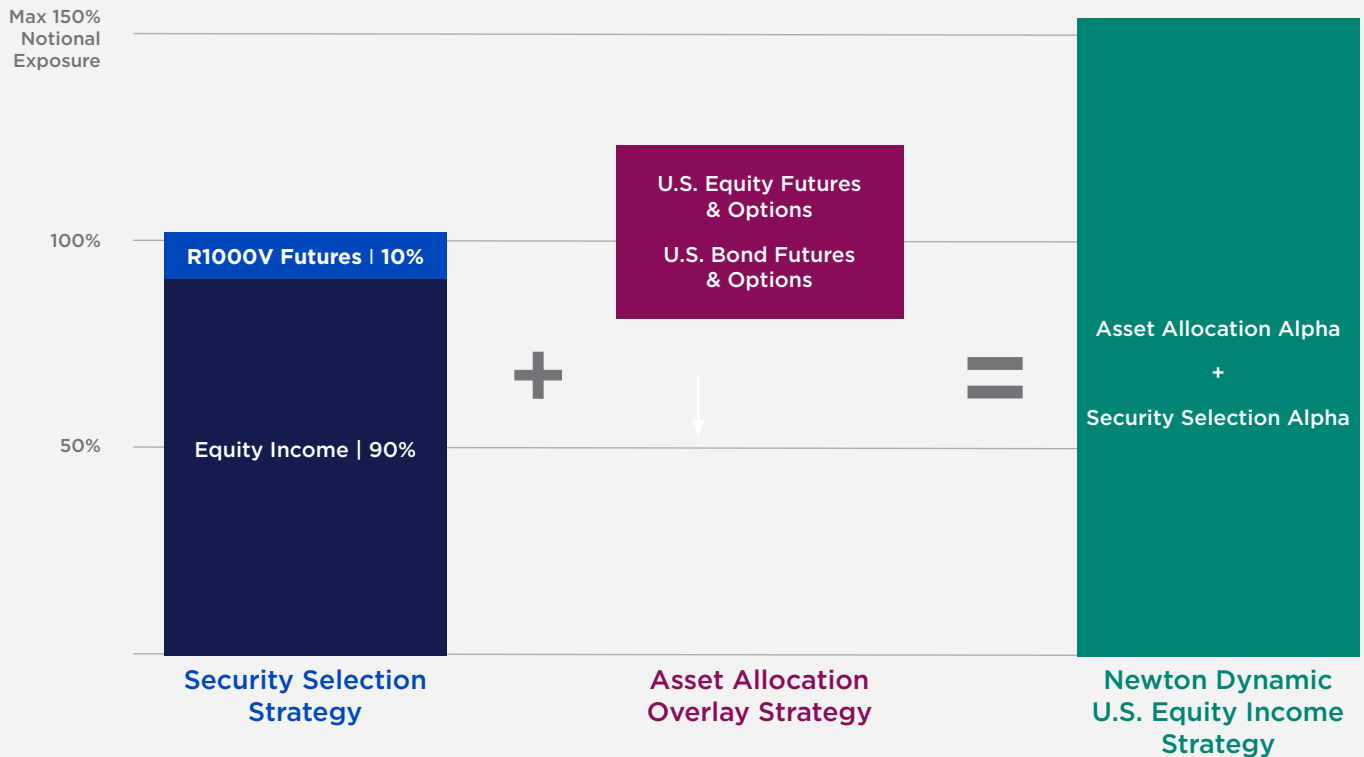 Max 150%
Notional
Exposure
100%
50%
R1000V Futures | 10%
Equity Income | 90%
Security Selection
Strategy
+
U.S. Equity Futures
& Options
U.S. Bond Futures
& Options
Asset Allocation
Overlay Strategy
=
Asset Allocation Alpha
+
Security Selection Alpha
Newton Dynamic
U.S. Equity Income
Strategy